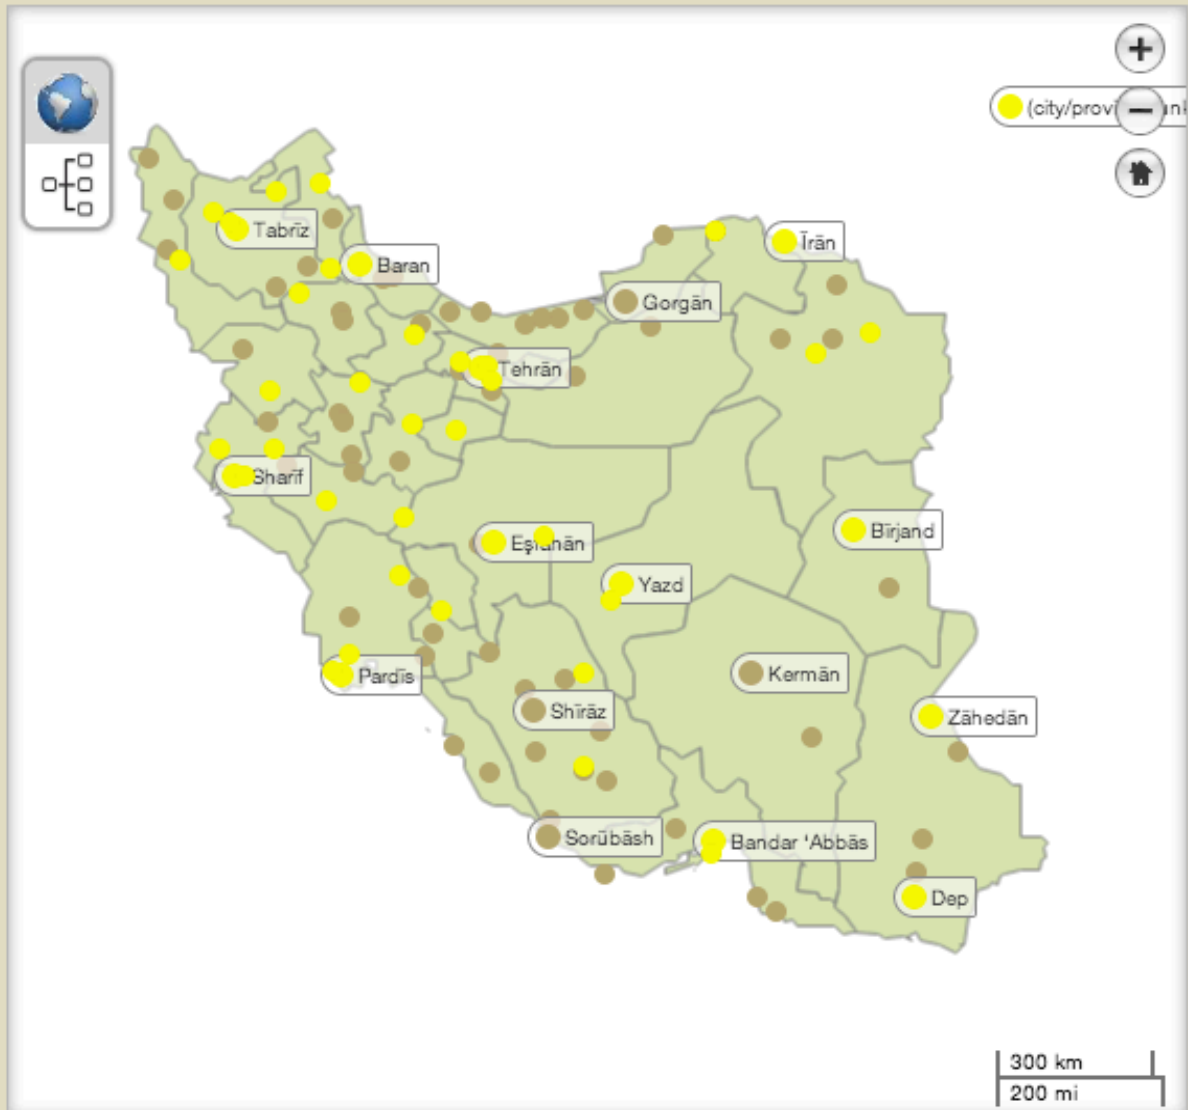 (city/provi
Tabrīz
Īrān
Baran
Gorgān
Tehrān
Sharīf
Bīrjand
Yazd
Pardīs
Kermān
Shīrāz
Zāhedān
Sorūbāsh
Bandar 'Abbās
Dep
300 km
200 mi